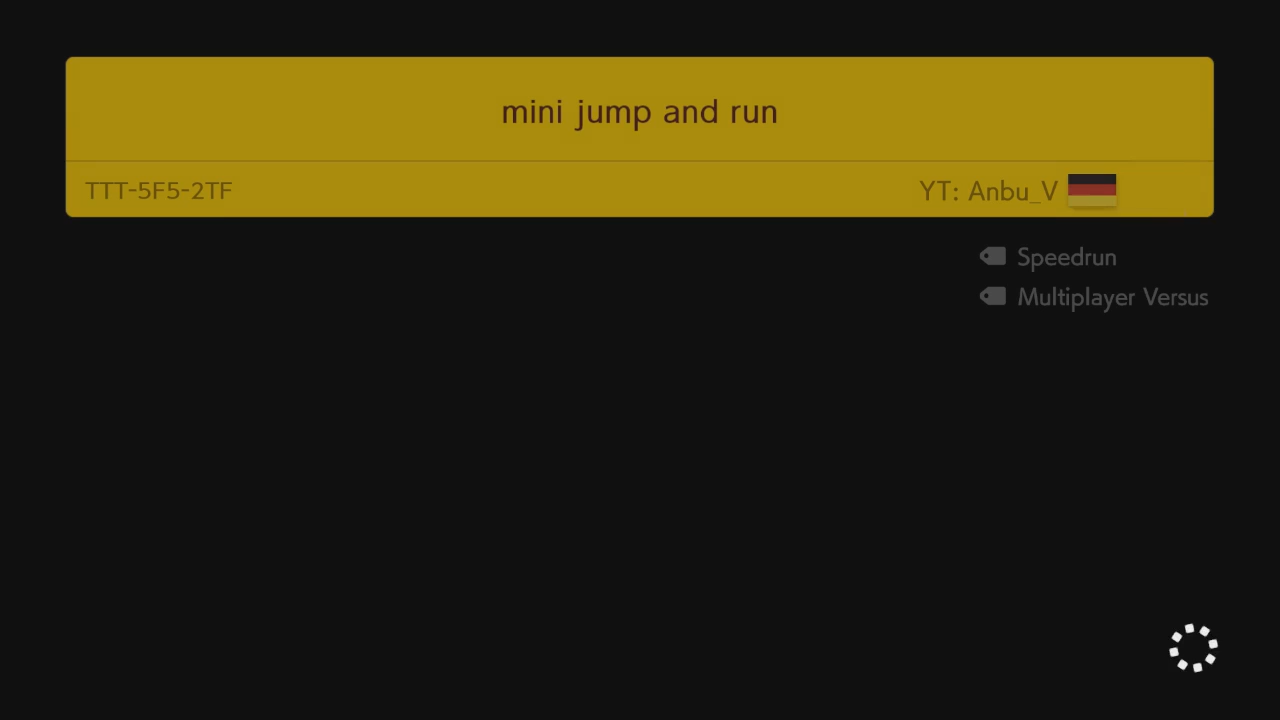 mini jump and run
TTT-5F5-2TF
YT: Anbu_V
Speedrun
Multiplayer Versus